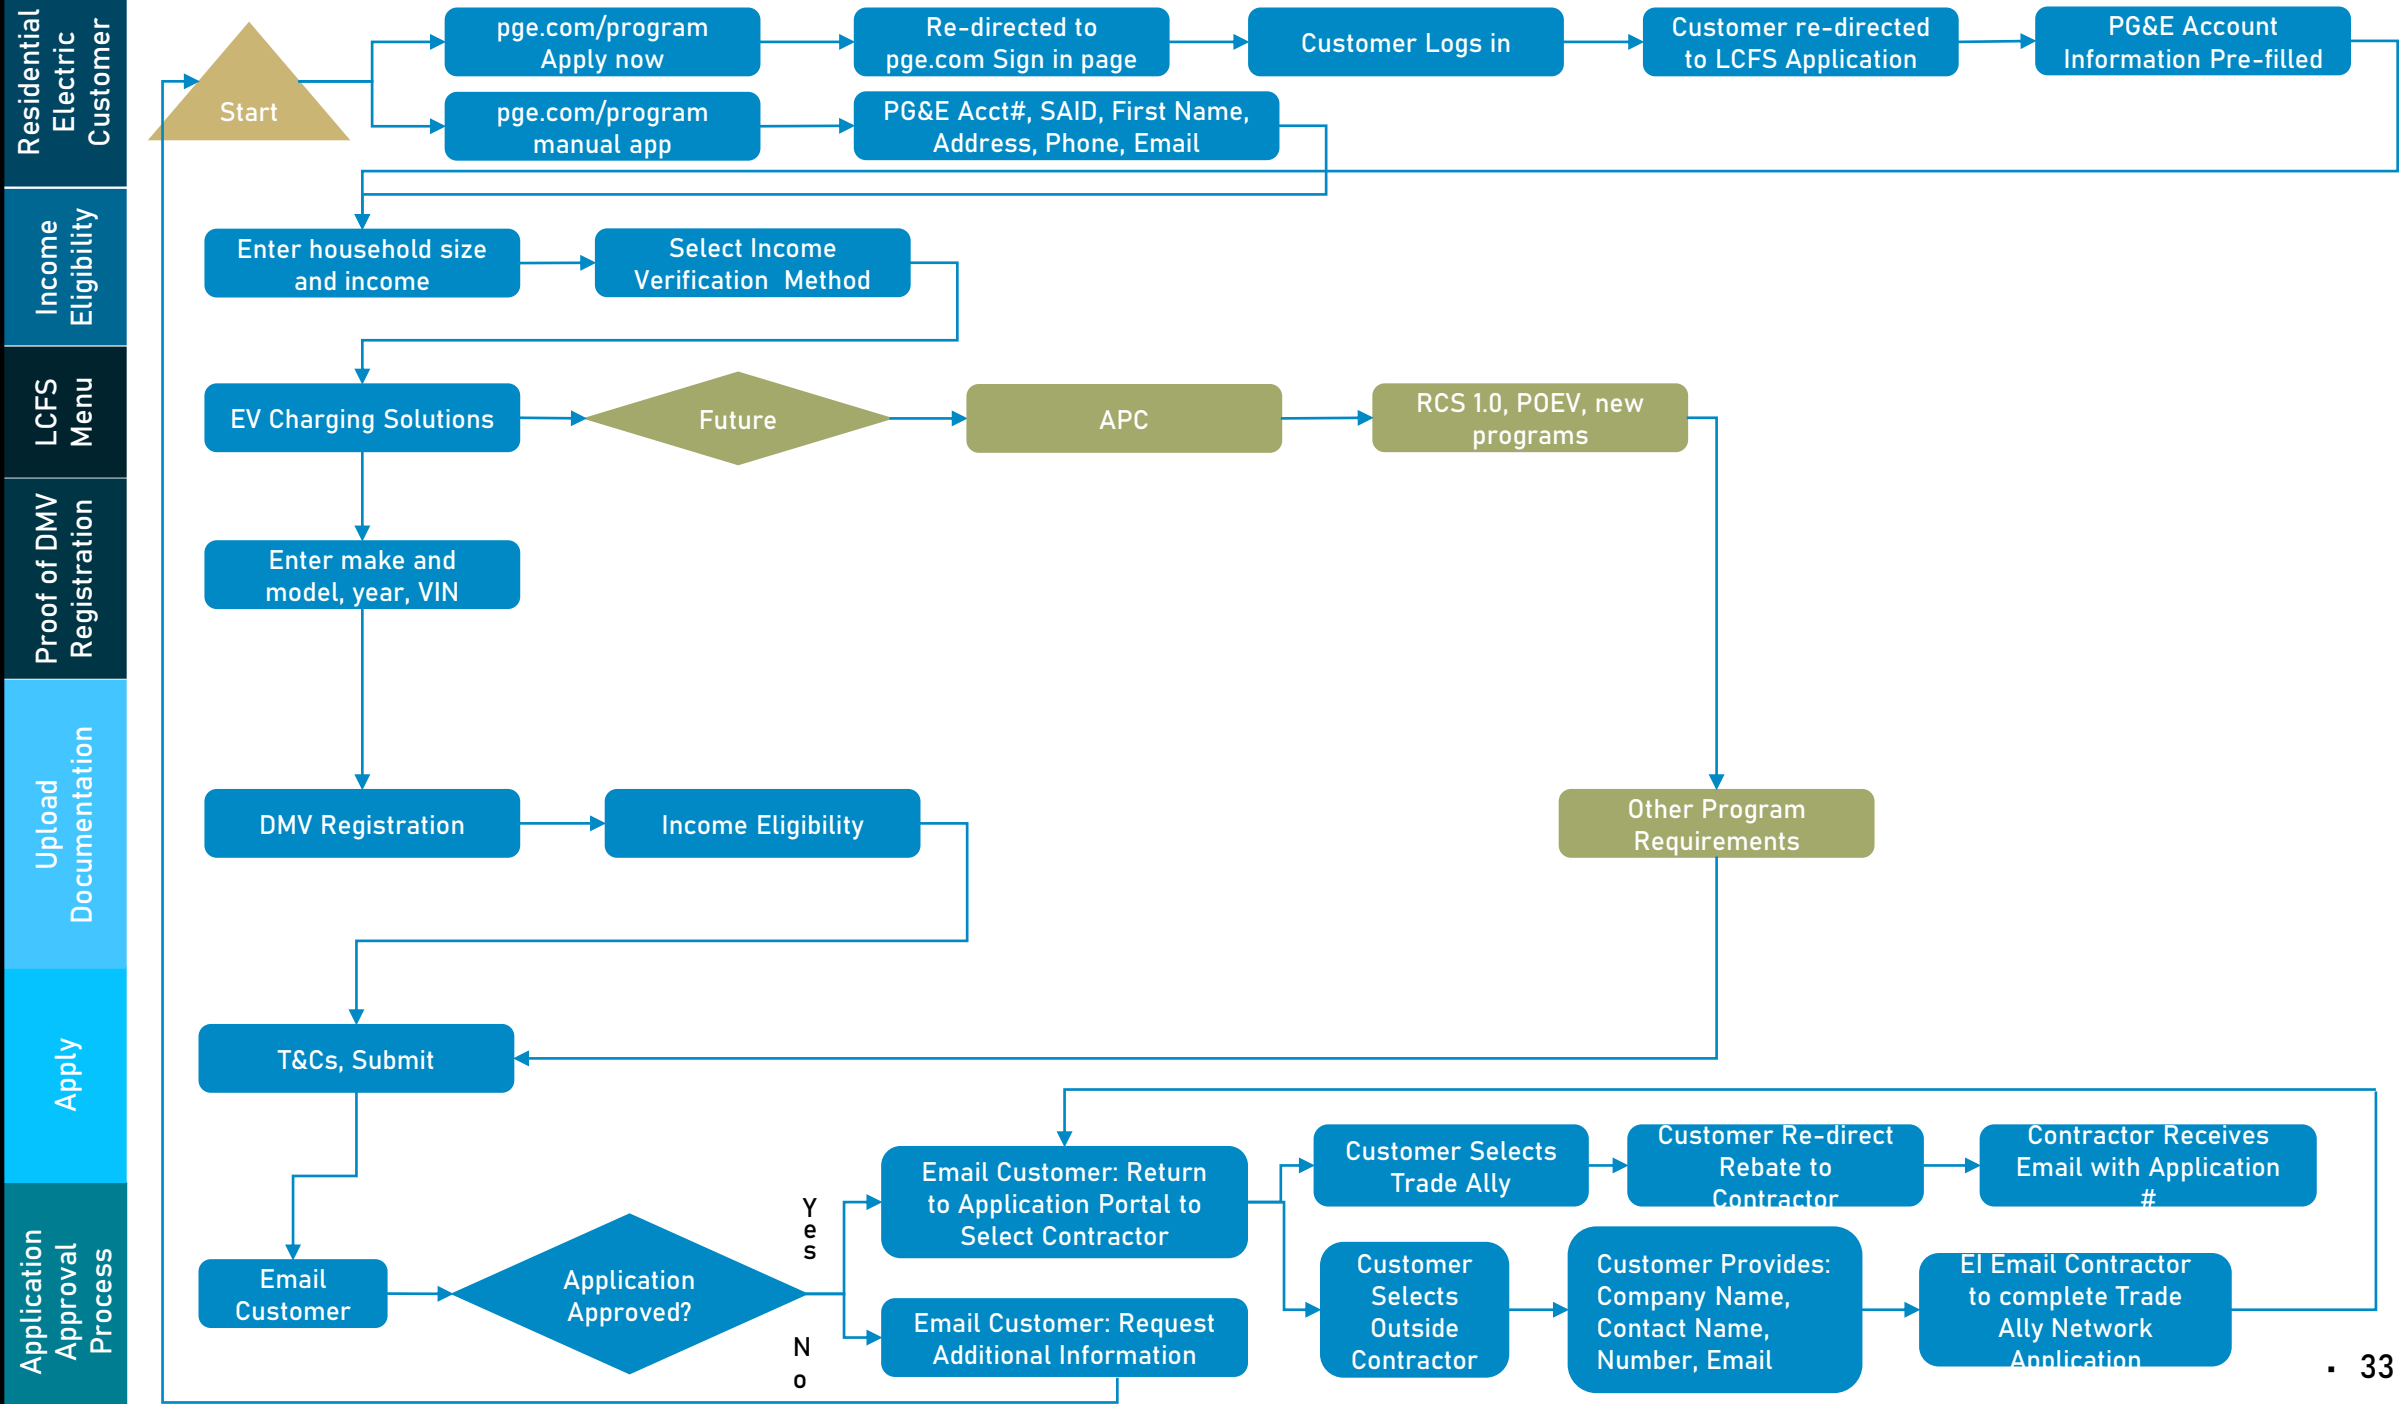 Residential
Electric
Customer
Start
pge.com/program
Apply now
Re-directed to
pge.com Sign in page
Customer Logs in
Customer re-directed
to LCFS Application
PG&E Account
Information Pre-filled
pge.com/program
manual app
PG&E Acct#, SAID, First Name,
Address, Phone, Email
Income
Eligibility
Enter household size
and income
Select Income
Verification  Method
LCFS
Menu
EV Charging Solutions
Future
APC
RCS 1.0, POEV, new
programs
Proof of DMV
Registration
Enter make and
model, year, VIN
Upload
Documentation
DMV Registration
Income Eligibility
Other Program
Requirements
Apply
T&Cs, Submit
Application
Approval
Process
Email
Customer
Application
Approved?
Yes
No
Email Customer: Return
to Application Portal to
Select Contractor
Email Customer: Request
Additional Information
Customer Selects
Trade Ally
Customer Re-direct
Rebate to
Contractor
Contractor Receives
Email with Application
#
Customer
Selects
Outside
Contractor
Customer Provides:
Company Name,
Contact Name,
Number, Email
EI Email Contractor
to complete Trade
Ally Network
Application
▪ 33